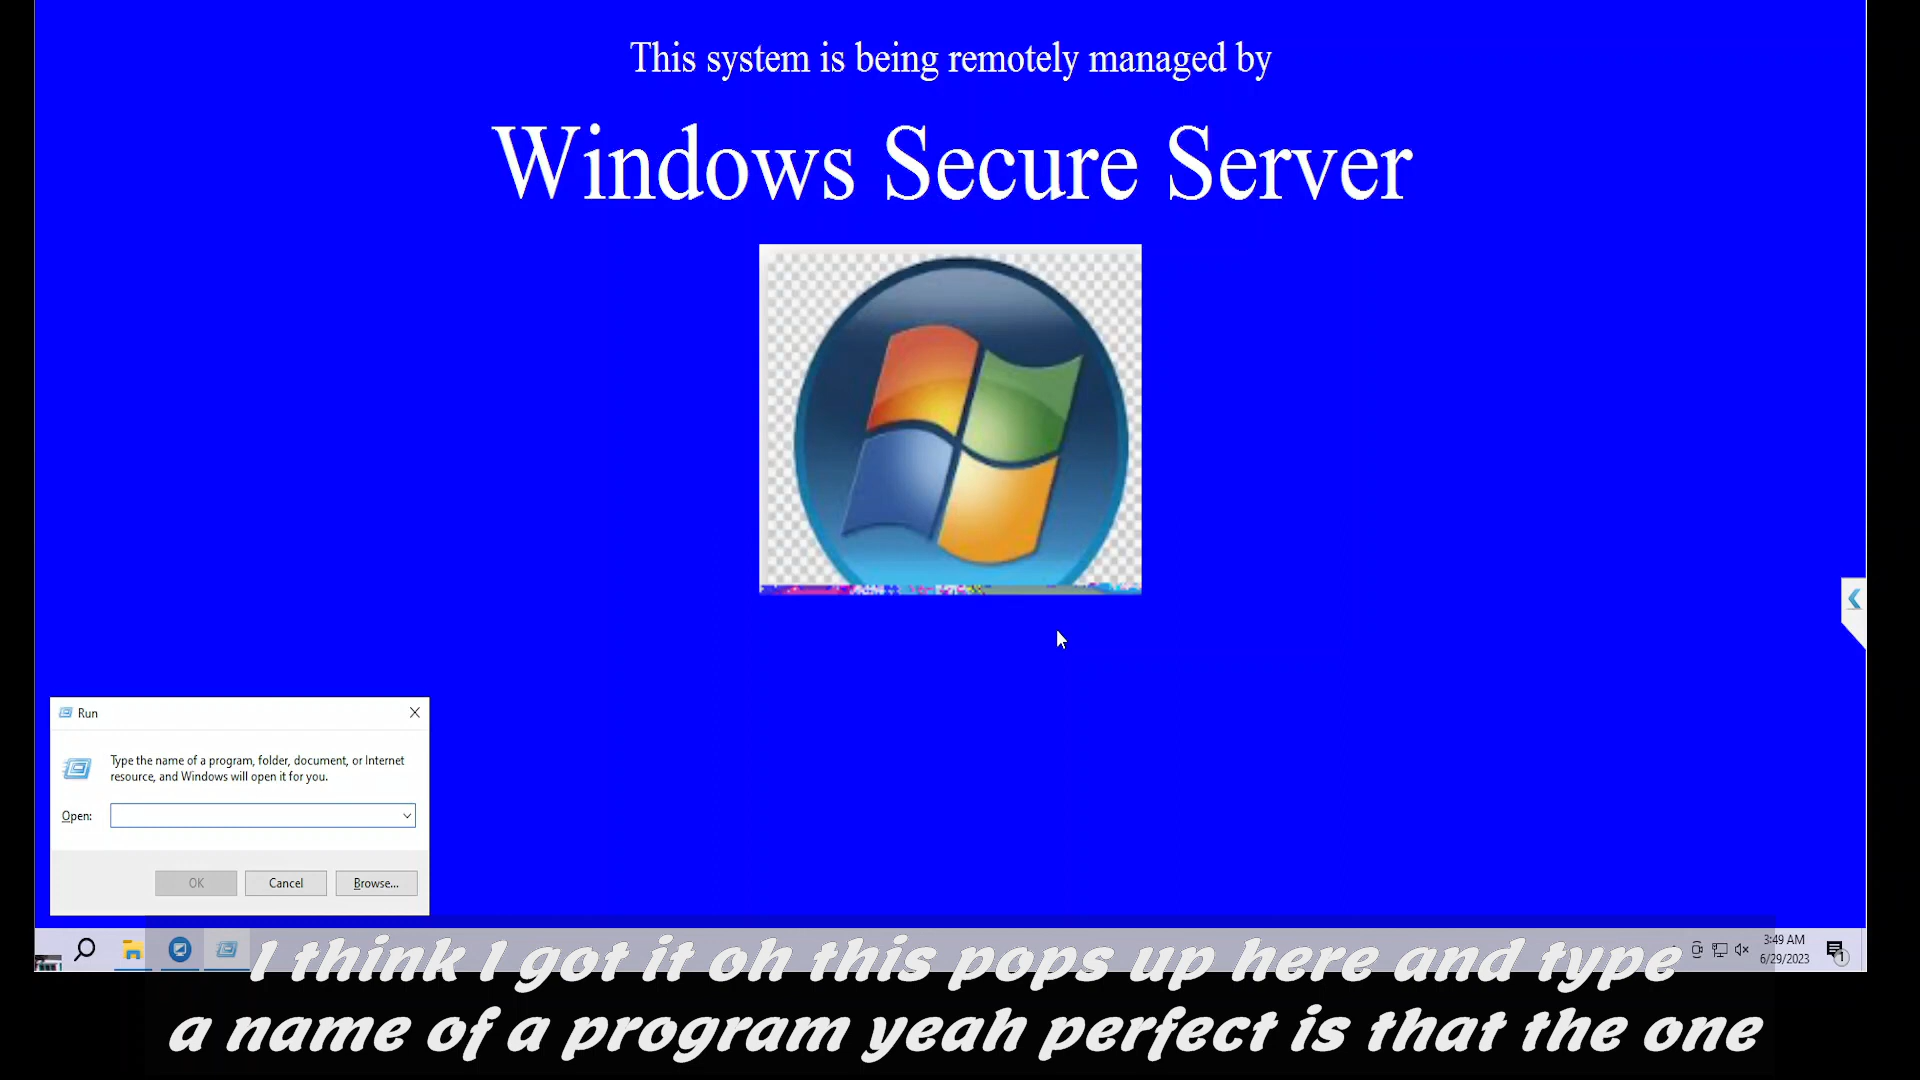 This system is being remotely managed by
Windows Secure Server
Run
Type the name of a program, folder, document, or Internet
resource, and Windows will open it for you.
Open:
OK
Cancel
Browse...
3:49 AM
6/29/2023
1
I think I got it oh this pops up here and type
a name of a program yeah perfect is that the one